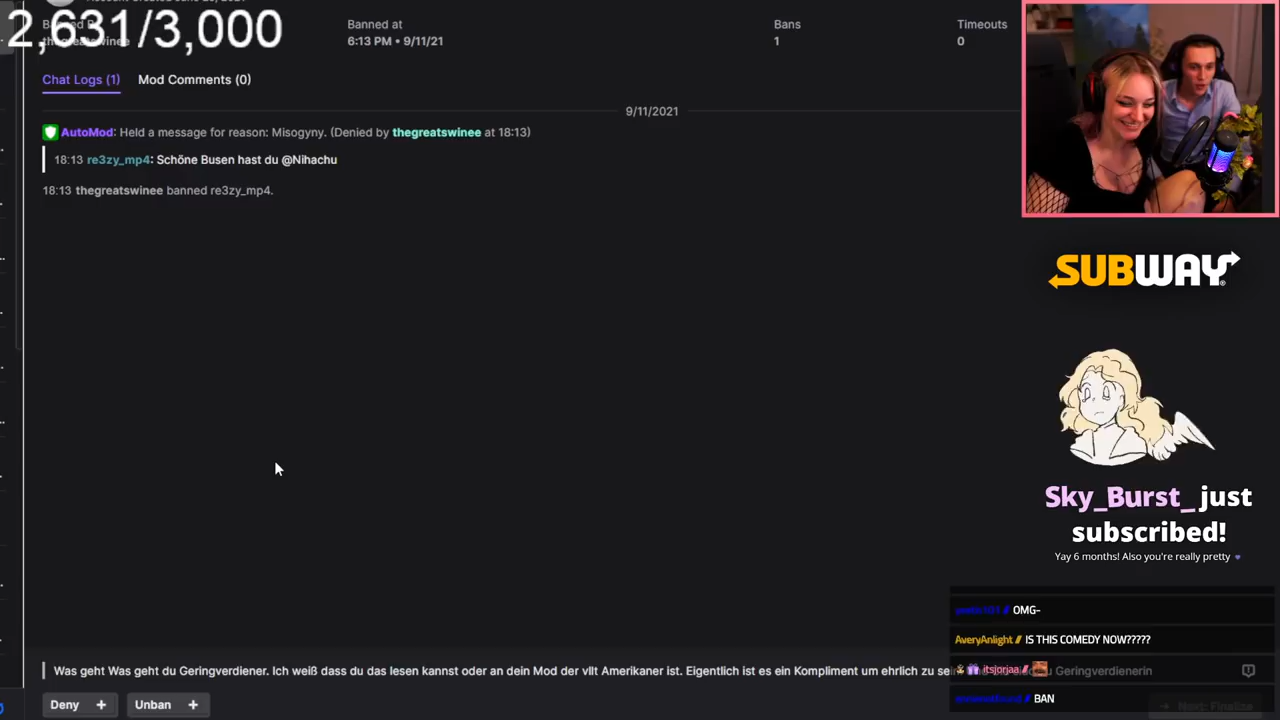 2,631/3,000
thegreatswinee
Banned at
6:13 PM • 9/11/21
Bans
1
Timeouts
0
Chat Logs (1)
Mod Comments (0)
9/11/2021
AutoMod: Held a message for reason: Misogyny. (Denied by thegreatswinee at 18:13)
18:13 re3zy_mp4: Schöne Busen hast du @Nihachu
18:13 thegreatswinee banned re3zy_mp4.
SUBWAY
Sky_Burst_ just
subscribed!
Yay 6 months! Also you're really pretty
OMG-
AveryAnlight // IS THIS COMEDY NOW?????
itslorjaa //
BAN
Was geht Was geht du Geringverdiener. Ich weiß dass du das lesen kannst oder an dein Mod der vllt Amerikaner ist. Eigentlich ist es ein Kompliment um ehrlich zu sein Geringverdienerin
Deny +
Unban +
Next: Finalize